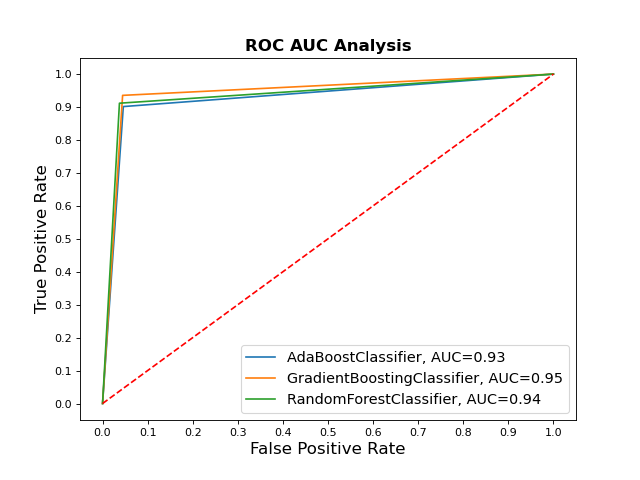 ROC AUC Analysis
True Positive Rate
1.0
0.9
0.8
0.7
0.6
0.5
0.4
0.3
0.2
0.1
0.0
AdaBoostClassifier, AUC=0.93
GradientBoostingClassifier, AUC=0.95
RandomForestClassifier, AUC=0.94
0.0 0.1 0.2 0.3 0.4 0.5 0.6 0.7 0.8 0.9 1.0
False Positive Rate